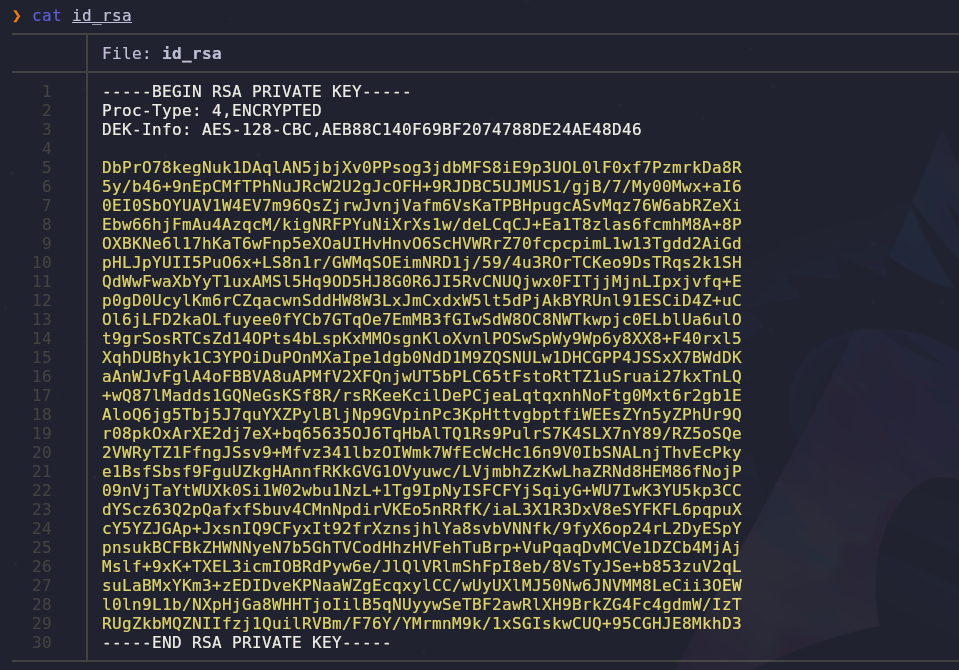 ❯ cat id_rsa
File: id_rsa
1 -----BEGIN RSA PRIVATE KEY-----
2 Proc-Type: 4,ENCRYPTED
3 DEK-Info: AES-128-CBC,AEB88C140F69BF2074788DE24AE48D46
4
5 DbPrO78kegNuk1DAqlAN5jbjXv0PPsog3jdbMFS8iE9p3UOL0lF0xf7PzmrkDa8R
6 5y/b46+9nEpCMfTPhNuJRcW2U2gJcOFH+9RJDBC5UJMUS1/gjB/7/My00Mwx+aI6
7 0EI0SbOYUAV1W4EV7m96QsZjrwJvnjVafm6VsKaTPBHpugcASvMqz76W6abRZeXi
8 Ebw66hjFmAu4AzqcM/kigNRFPYuNiXrXs1w/deLCqCJ+Ea1T8zlas6fcmhM8A+8P
9 OXBKNe6l17hKaT6wFnp5eXOaUIHvHnvO6ScHVWRrZ70fcpcpimL1w13Tgdd2AiGd
10 pHLJpYUII5PuO6x+LS8n1r/GWMqSOEimNRD1j/59/4u3ROrTCKeo9DsTRqs2k1SH
11 QdWwFwaXbYyT1uxAMSl5Hq9OD5HJ8G0R6JI5RvCNUQjwx0FITjjMjnLIpxjvfq+E
12 p0gD0UcylKm6rCZqacwnSddHW8W3LxJmCxdxW5lt5dPjAkBYRUnl91ESCiD4Z+uC
13 Ol6jLFD2kaOLfuyee0fYCb7GTqOe7EmMB3fGIwSdW8OC8NWTkwpjc0ELblUa6ulO
14 t9grSosRTCsZd14OPts4bLspKxMMOsgnKloXvnlPOSwSpWy9Wp6y8XX8+F40rxl5
15 XqhDUBhyk1C3YPOiDuPOnMXaIpe1dgb0NdD1M9ZQSNULw1DHCGPP4JSSxX7BWdDK
16 aAnWJvFglA4oFBBVA8uAPMfV2XFQnjwUT5bPLC65tFstoRtTZ1uSruai27kxTnLQ
17 +wQ87lMadds1GQNeGsKSf8R/rsRKeeKcilDePCjeaLqtqxnhNoFtg0Mxt6r2gb1E
18 AloQ6jg5Tbj5J7quYXZPylBljNp9GVpinPc3KpHttvgbptfiWEEsZYn5yZPhUr9Q
19 r08pkOxArXE2dj7eX+bq65635OJ6TqHbAlTQ1Rs9PulrS7K4SLX7nY89/RZ5oSQe
20 2VWRyTZ1FfngJSsv9+Mfvz341lbzOIWmk7WfEcWcHc16n9V0IbSNALnjThvEcPky
21 e1BsfSbsf9FguUZkgHAnnfRKkGVG1OVyuwc/LVjmbhZzKwLhaZRNd8HEM86fNojP
22 09nVjTaYtWUXk0Si1W02wbu1NzL+1Tg9IpNyISFCFYjSqiyG+WU7IwK3YU5kp3CC
23 dYScz63Q2pQafxfSbuv4CMnNpdirVKEo5nRRfK/iaL3X1R3DxV8eSYFKFL6pqpuX
24 cY5YZJGAp+JxsnIQ9CFyxIt92frXznsjhlYa8svbVNNfk/9fyX6op24rL2DyESpY
25 pnsukBCFBkZHWNNyeN7b5GhTVCodHhzHVFehTuBrp+VuPqaqDvMCVe1DZCb4MjAj
26 Mslf+9xK+TXEL3icmIOBRdPyw6e/JlQlVRlmShFpI8eb/8VsTyJSe+b853zuV2qL
27 suLaBMxYKm3+zEDIDveKPNaaWZgEcqxylCC/wUyUXlMJ50Nw6JNVMM8LeCii3OEW
28 l0ln9L1b/NXpHjGa8WHHTjoIilB5qNUyywSeTBF2awRlXH9BrkZG4Fc4gdmW/IzT
29 RUgZkbMQZNIIfzj1QuilRVBm/F76Y/YMrmnM9k/1xSGIskwCUQ+95CGHJE8MkhD3
30 -----END RSA PRIVATE KEY-----